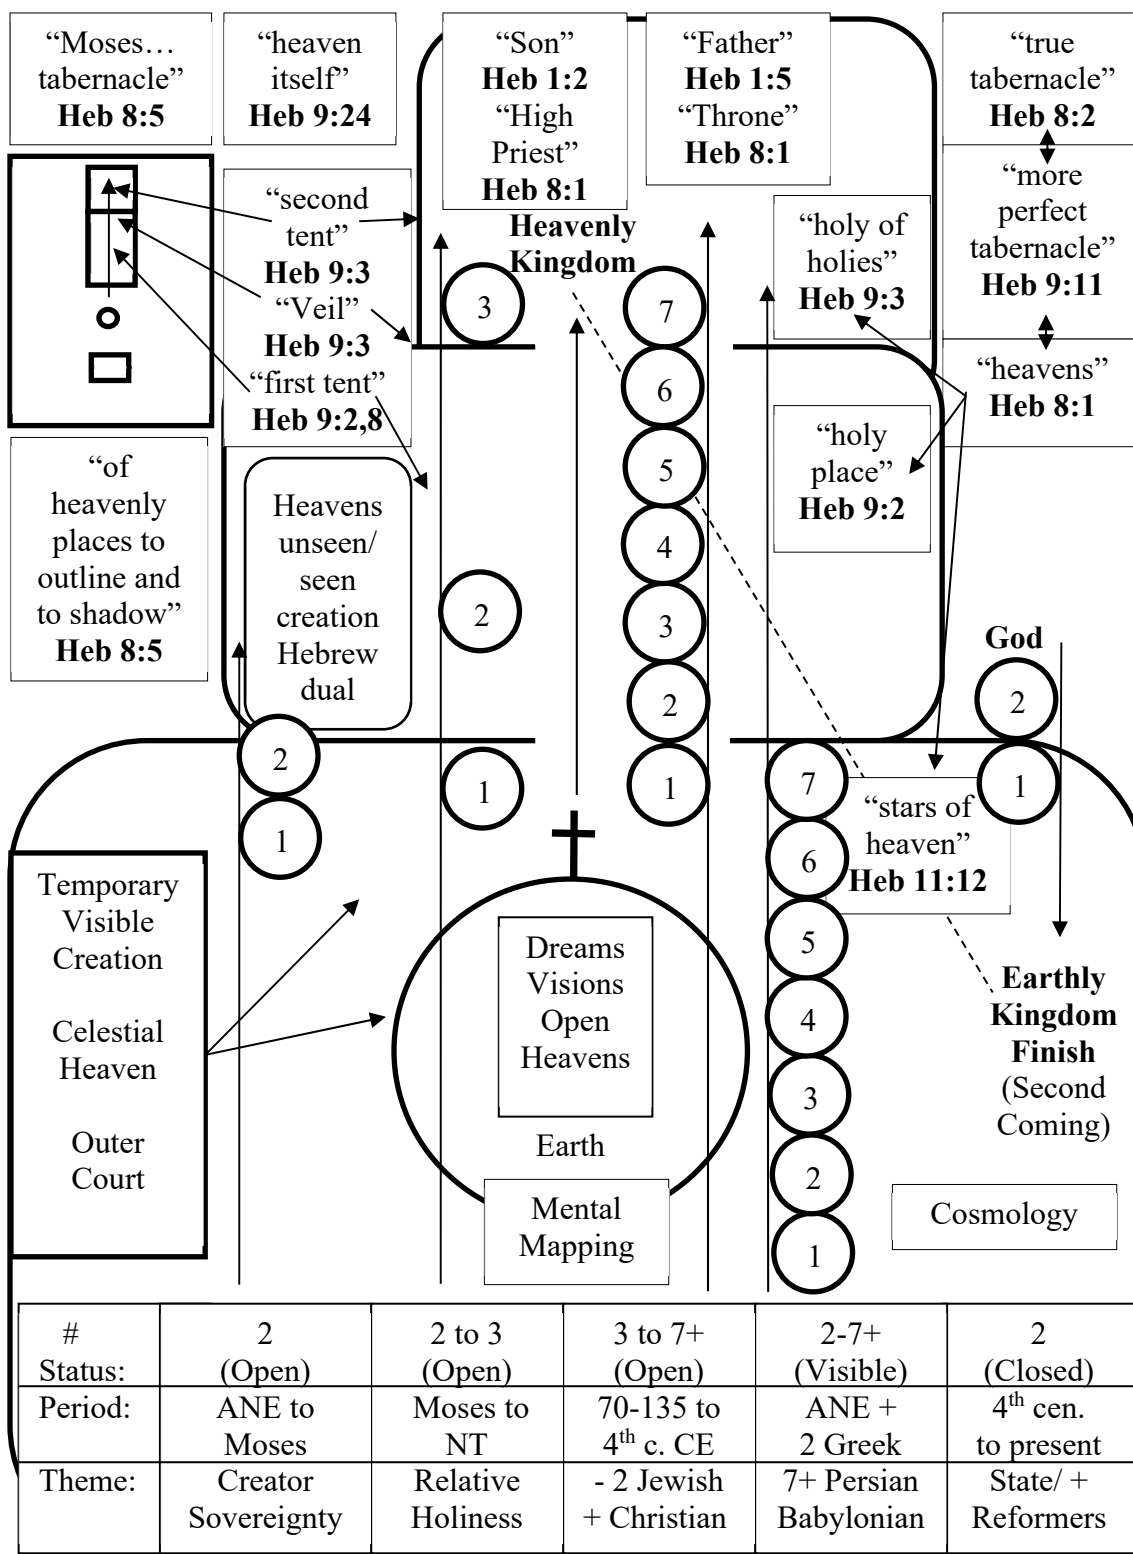 “Moses…
tabernacle”
Heb 8:5
“heaven
itself”
Heb 9:24
“Son”
Heb 1:2
“High
Priest”
Heb 8:1
“Father”
Heb 1:5
“Throne”
Heb 8:1
“true
tabernacle”
Heb 8:2
“second
tent”
Heb 9:3
“Veil”
Heb 9:3
“first tent”
Heb 9:2,8
Heavenly
Kingdom
“holy of
holies”
Heb 9:3
“more
perfect
tabernacle”
Heb 9:11
“heavens”
Heb 8:1
“holy
place”
Heb 9:2
“of
heavenly
places to
outline and
to shadow”
Heb 8:5
Heavens
unseen/
seen
creation
Hebrew
dual
2
1
3
2
1
7
6
5
4
3
2
1
God
2
1
7
6
5
4
3
2
1
“stars of
heaven”
Heb 11:12
Temporary
Visible
Creation
Celestial
Heaven
Outer
Court
Dreams
Visions
Open
Heavens
Earth
Mental
Mapping
Earthly
Kingdom
Finish
(Second
Coming)
Cosmology
# 2 2 to 3 3 to 7+ 2-7+ 2
Status: (Open) (Open) (Open) (Visible) (Closed)
Period: ANE to Moses to 70-135 to ANE + 4th cen.
Moses NT 4th c. CE 2 Greek to present
Theme: Creator Relative - 2 Jewish 7+ Persian State/ +
Sovereignty Holiness + Christian Babylonian Reformers